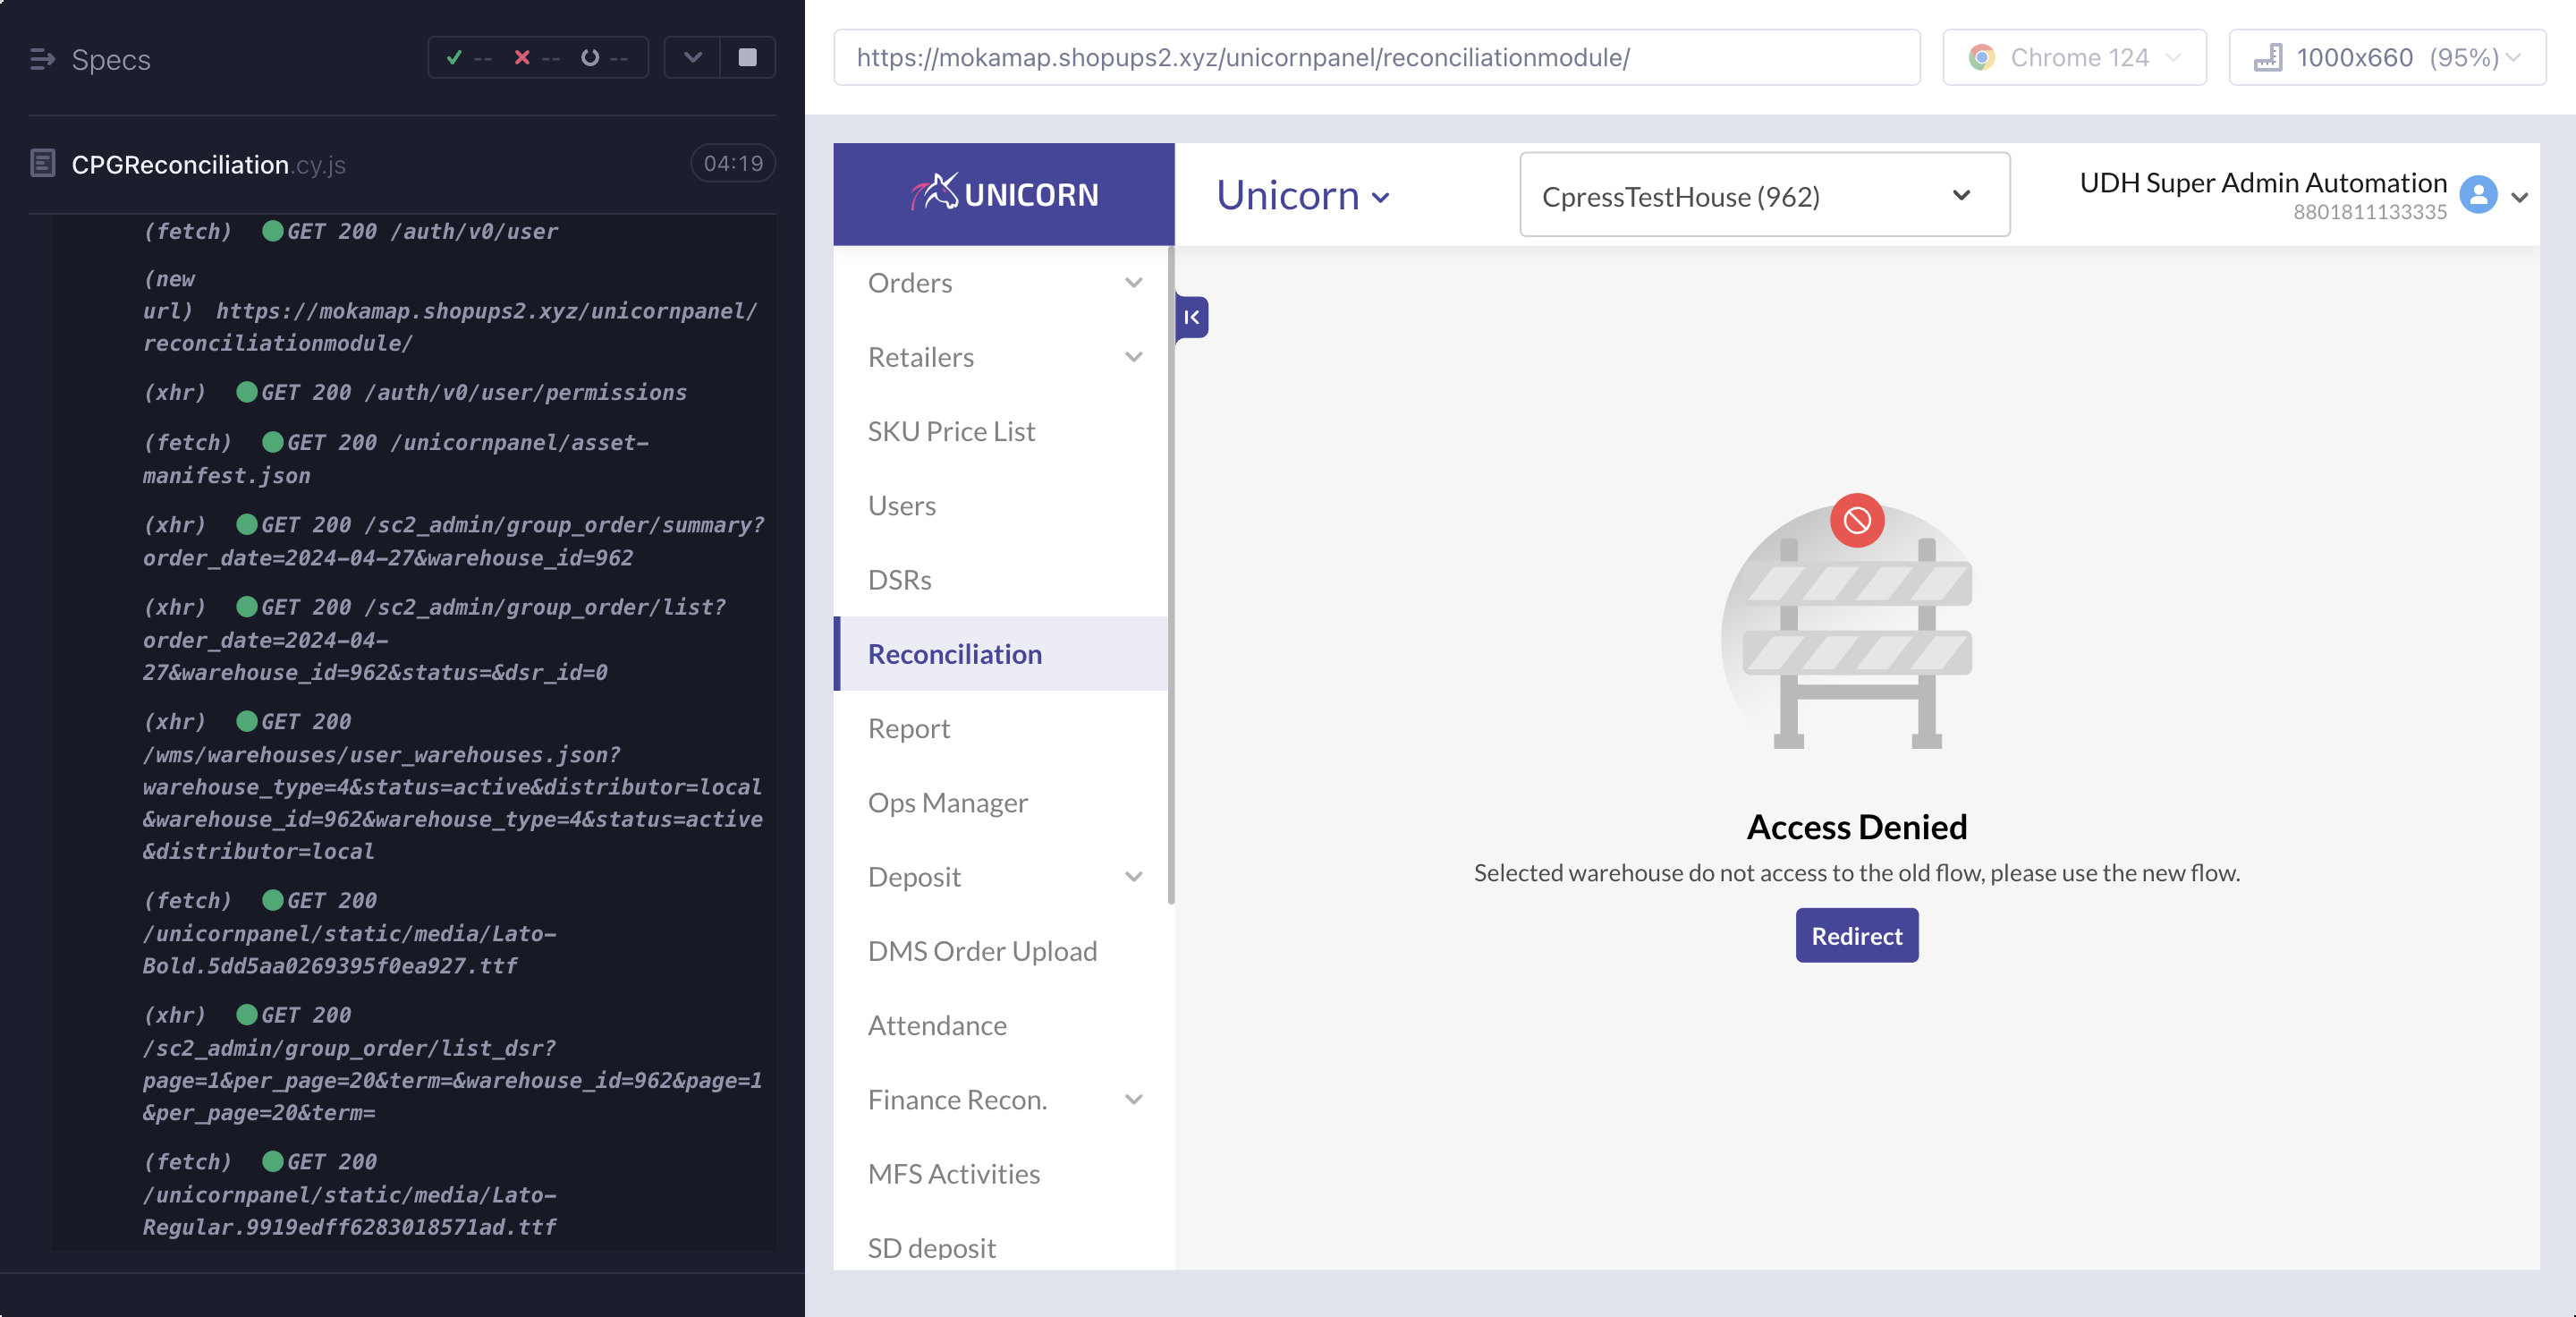 Specs
-- -- --
CPGReconciliation.cy.js
04:19
(fetch) GET 200 /auth/v0/user
(new
url) https://mokamap.shopups2.xyz/unicornpanel/
reconciliationmodule/
(xhr) GET 200 /auth/v0/user/permissions
(fetch) GET 200 /unicornpanel/asset-
manifest.json
(xhr) GET 200 /sc2_admin/group_order/summary?
order_date=2024-04-27&warehouse_id=962
(xhr) GET 200 /sc2_admin/group_order/list?
order_date=2024-04-
27&warehouse_id=962&status=&dsr_id=0
(xhr) GET 200
/wms/warehouses/user_warehouses.json?
warehouse_type=4&status=active&distributor=local
&warehouse_id=962&warehouse_type=4&status=active
&distributor=local
(fetch) GET 200
/unicornpanel/static/media/Lato-
Bold.5dd5aa0269395f0ea927.ttf
(xhr) GET 200
/sc2_admin/group_order/list_dsr?
page=1&per_page=20&term=&warehouse_id=962&page=1
&per_page=20&term=
(fetch) GET 200
/unicornpanel/static/media/Lato-
Regular.9919edff6283018571ad.ttf
https://mokamap.shopups2.xyz/unicornpanel/reconciliationmodule/
Chrome 124
1000x660 (95%)
UNICORN
Unicorn
CpressTestHouse (962)
UDH Super Admin Automation
8801811133335
Orders
Retailers
SKU Price List
Users
DSRs
Reconciliation
Report
Ops Manager
Deposit
DMS Order Upload
Attendance
Finance Recon.
MFS Activities
SD deposit
Access Denied
Selected warehouse do not access to the old flow, please use the new flow.
Redirect